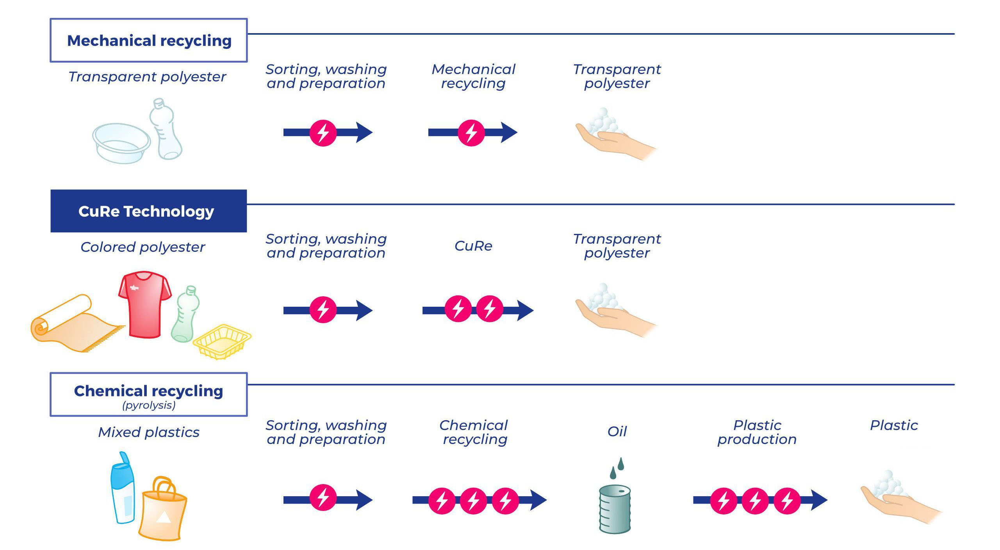 Mechanical recycling
Transparent polyester
Sorting, washing
and preparation
Mechanical
recycling
Transparent
polyester
CuRe Technology
Colored polyester
Sorting, washing
and preparation
CuRe
Transparent
polyester
Chemical recycling
(pyrolysis)
Mixed plastics
Sorting, washing
and preparation
Chemical
recycling
Oil
Plastic
production
Plastic